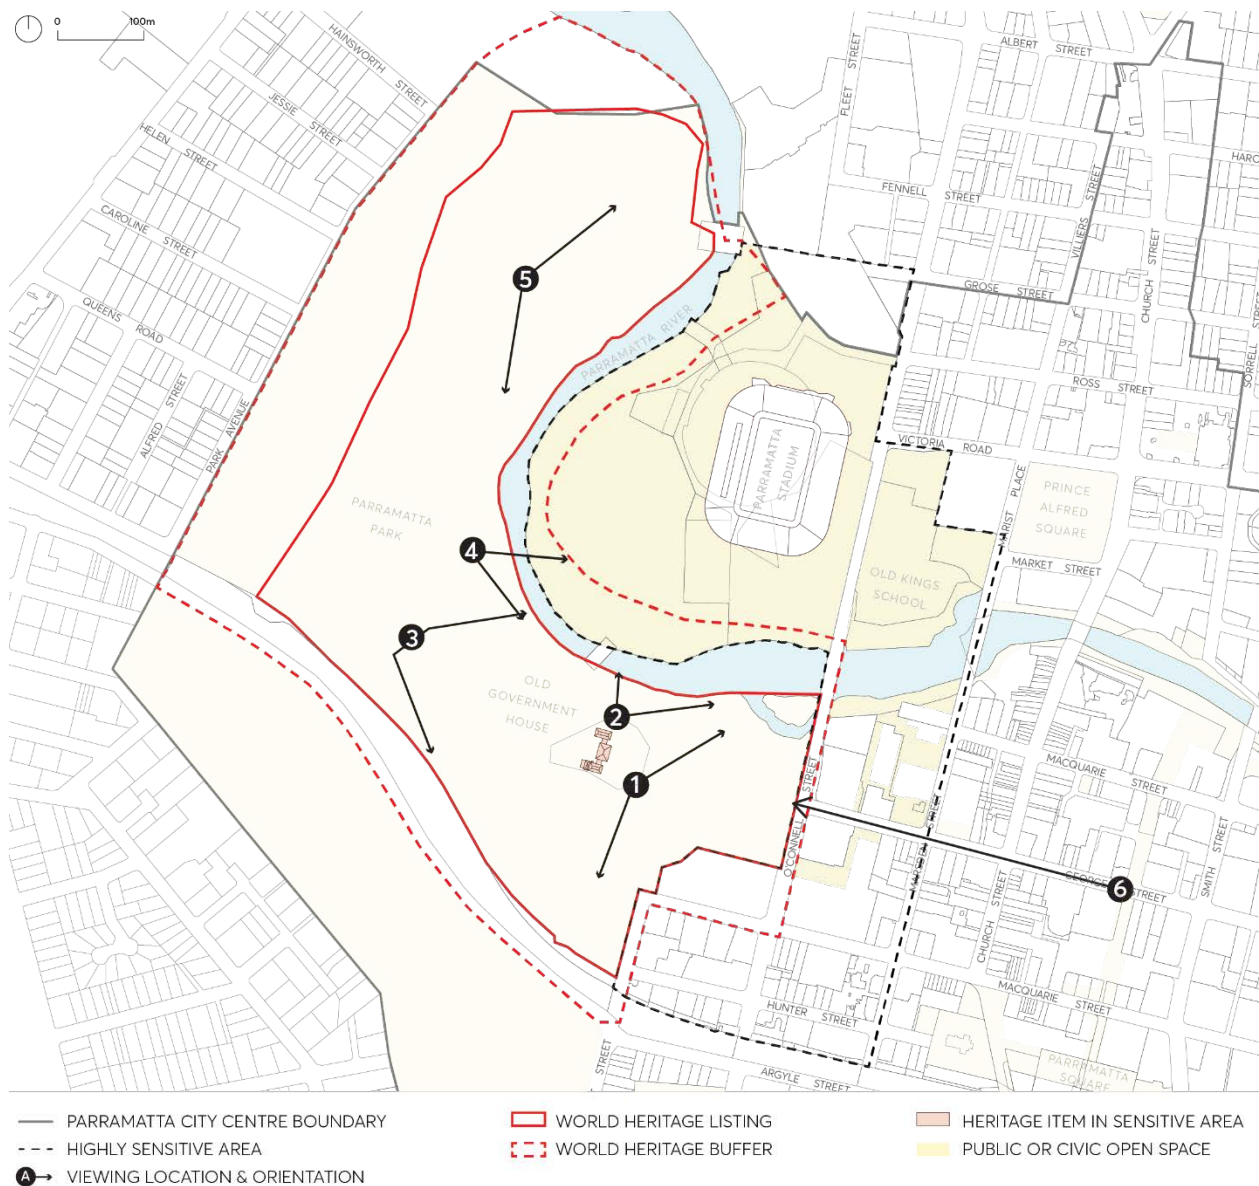 0 100m
HAINSWORTH STREET
JESSIE STREET
HELEN STREET
CAROLINE STREET
QUEENS ROAD
ALFRED STREET
PARK AVENUE
ALBERT STREET
FLEET STREET
FENNELL STREET
VILLIERS STREET
CHURCH STREET
GROSE STREET
SORRELL STREET
ROSS STREET
VICTORIA ROAD
MARIST PLACE
PRINCE
ALFRED
SQUARE
MARKET STREET
PARRAMATTA RIVER
PARRAMATTA
STADIUM
OLD KINGS
SCHOOL
PARRAMATTA
PARK
OLD
GOVERNMENT
HOUSE
5
4
3
2
1
6
MACQUARIE STREET
O'CONNELL STREET
MARSDEN STREET
GEORGE STREET
SMITH STREET
CHURCH STREET
MACQUARIE STREET
HUNTER STREET
PARRAMATTA
SQUARE
ARGYLE STREET
STREET
PARRAMATTA CITY CENTRE BOUNDARY
HIGHLY SENSITIVE AREA
A VIEWING LOCATION & ORIENTATION
WORLD HERITAGE LISTING
WORLD HERITAGE BUFFER
HERITAGE ITEM IN SENSITIVE AREA
PUBLIC OR CIVIC OPEN SPACE